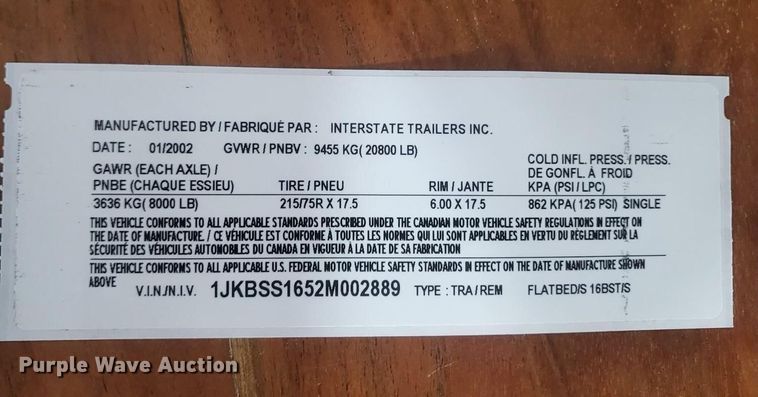 MANUFACTURED BY / FABRIQUÉ PAR : INTERSTATE TRAILERS INC.
DATE : 01/2002 GVWR / PNBV : 9455 KG( 20800 LB)
GAWR (EACH AXLE) / COLD INFL. PRESS. / PRESS.
DE GONFL. À FROID
PNBE (CHAQUE ESSIEU) TIRE / PNEU RIM / JANTE KPA (PSI / LPC)
3636 KG( 8000 LB) 215/75R X 17.5 6.00 X 17.5 862 KPA( 125 PSI) SINGLE
THIS VEHICLE CONFORMS TO ALL APPLICABLE STANDARDS PRESCRIBED UNDER THE CANADIAN MOTOR VEHICLE SAFETY REGULATIONS IN EFFECT ON
THE DATE OF MANUFACTURE. / CE VÉHICULE EST CONFORME À TOUTES LES NORMES QUI LUI SONT APPLICABLES EN VERTU DU RÈGLEMENT SUR LA
SÉCURITÉ DES VÉHICULES AUTOMOBILES DU CANADA EN VIGUEUR À LA DATE DE SA FABRICATION
THIS VEHICLE CONFORMS TO ALL APPLICABLE U.S. FEDERAL MOTOR VEHICLE SAFETY STANDARDS IN EFFECT ON THE DATE OF MANUFACTURE SHOWN
ABOVE
V.I.N./N.I.V. 1JKBSS1652M002889 TYPE : TRA / REM FLATBED/S 16BST/S
Purple Wave Auction